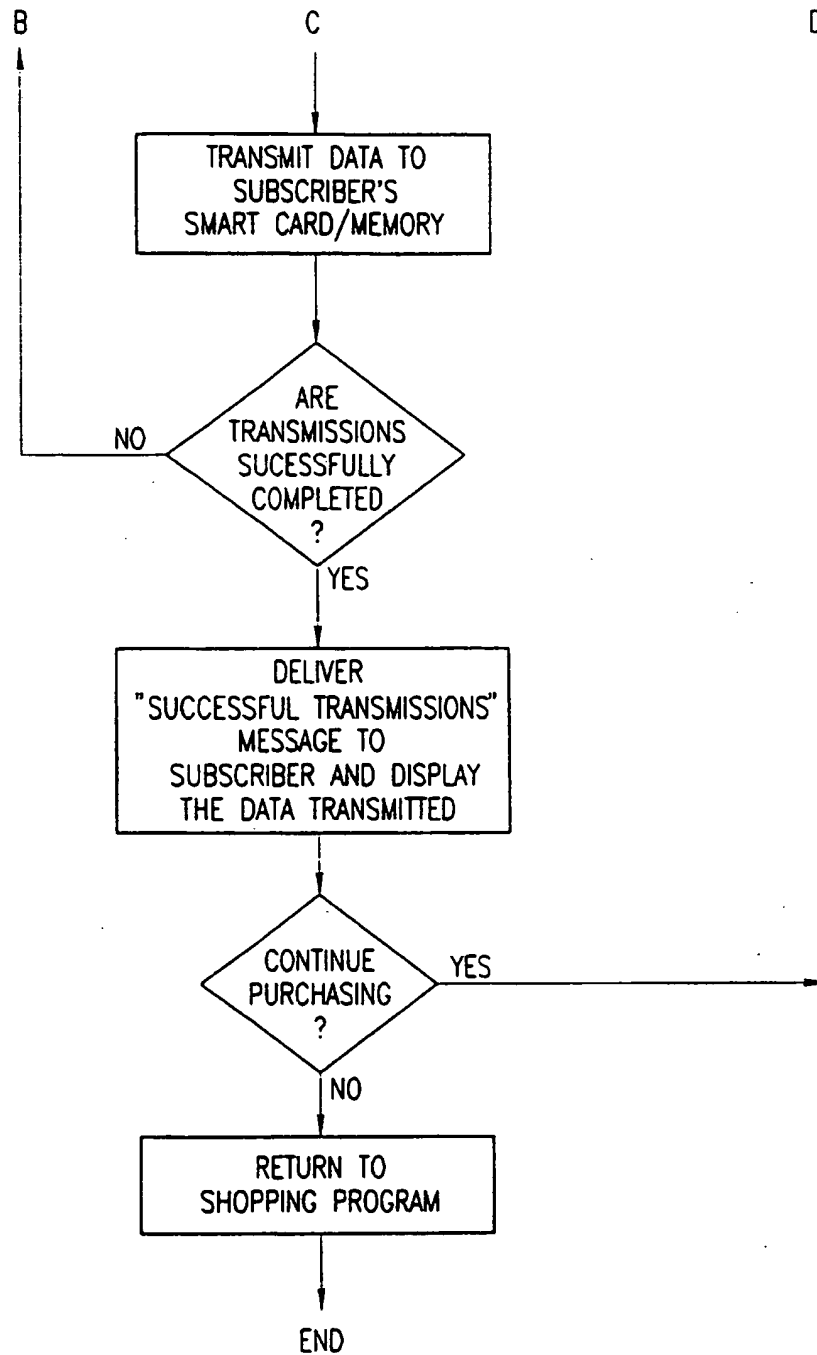 B
C
D
TRANSMIT DATA TO
SUBSCRIBER'S
SMART CARD/MEMORY
ARE
TRANSMISSIONS
SUCESSFULLY
COMPLETED
?
NO
YES
DELIVER
"SUCCESSFUL TRANSMISSIONS"
MESSAGE TO
SUBSCRIBER AND DISPLAY
THE DATA TRANSMITTED
CONTINUE
PURCHASING
?
YES
NO
RETURN TO
SHOPPING PROGRAM
END